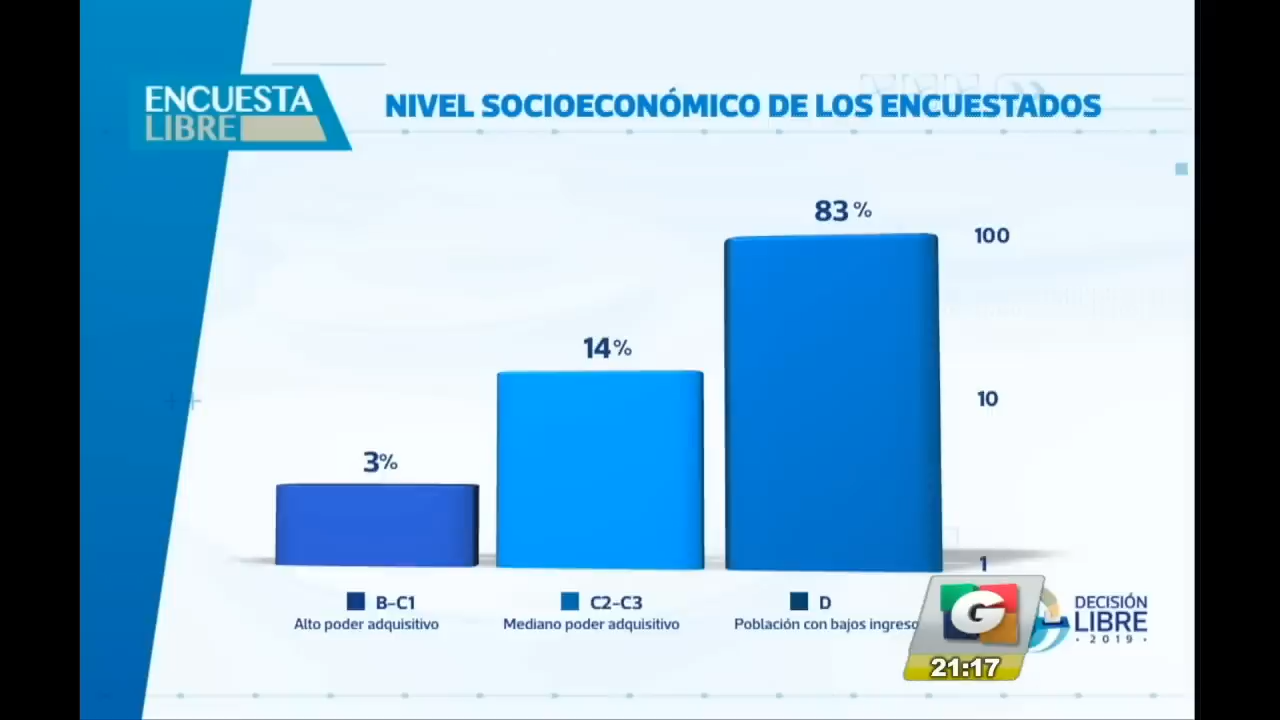 ENCUESTA
LIBRE
NIVEL SOCIOECONÓMICO DE LOS ENCUESTADOS
83 %
100
14 %
10
3%
1
B-C1
C2-C3
D
Alto poder adquisitivo
Mediano poder adquisitivo
Población con bajos ingreso
G
21:17
DECISIÓN
LIBRE
· 2019 ·